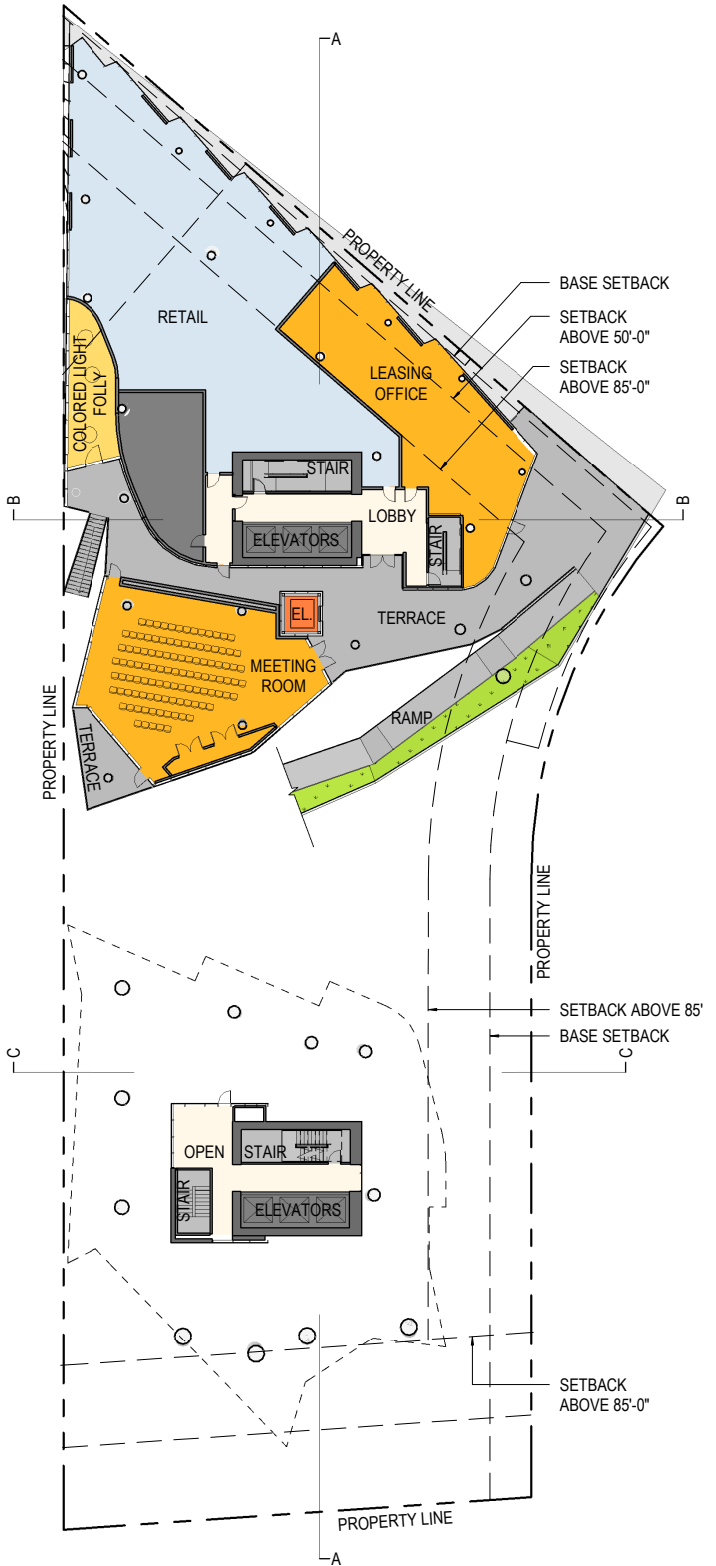 A
PROPERTY LINE
BASE SETBACK
SETBACK
ABOVE 50'-0"
SETBACK
ABOVE 85'-0"
RETAIL
LEASING
OFFICE
COLORED LIGHT
FOLLY
STAIR
B
B
LOBBY
ELEVATORS
STAIR
EL.
TERRACE
MEETING
ROOM
RAMP
TERRACE
PROPERTY LINE
PROPERTY LINE
SETBACK ABOVE 85'
BASE SETBACK
C
C
OPEN
STAIR
STAIR
ELEVATORS
SETBACK
ABOVE 85'-0"
PROPERTY LINE
A